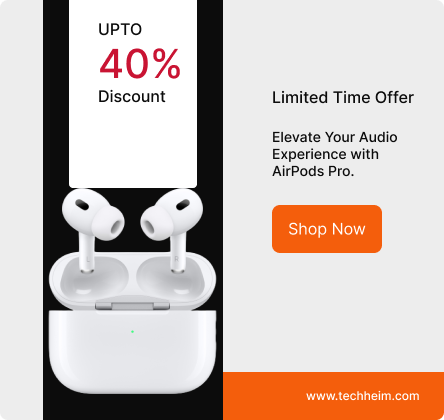 UPTO
40%
Discount
Limited Time Offer
Elevate Your Audio
Experience with
AirPods Pro.
Shop Now
www.techheim.com